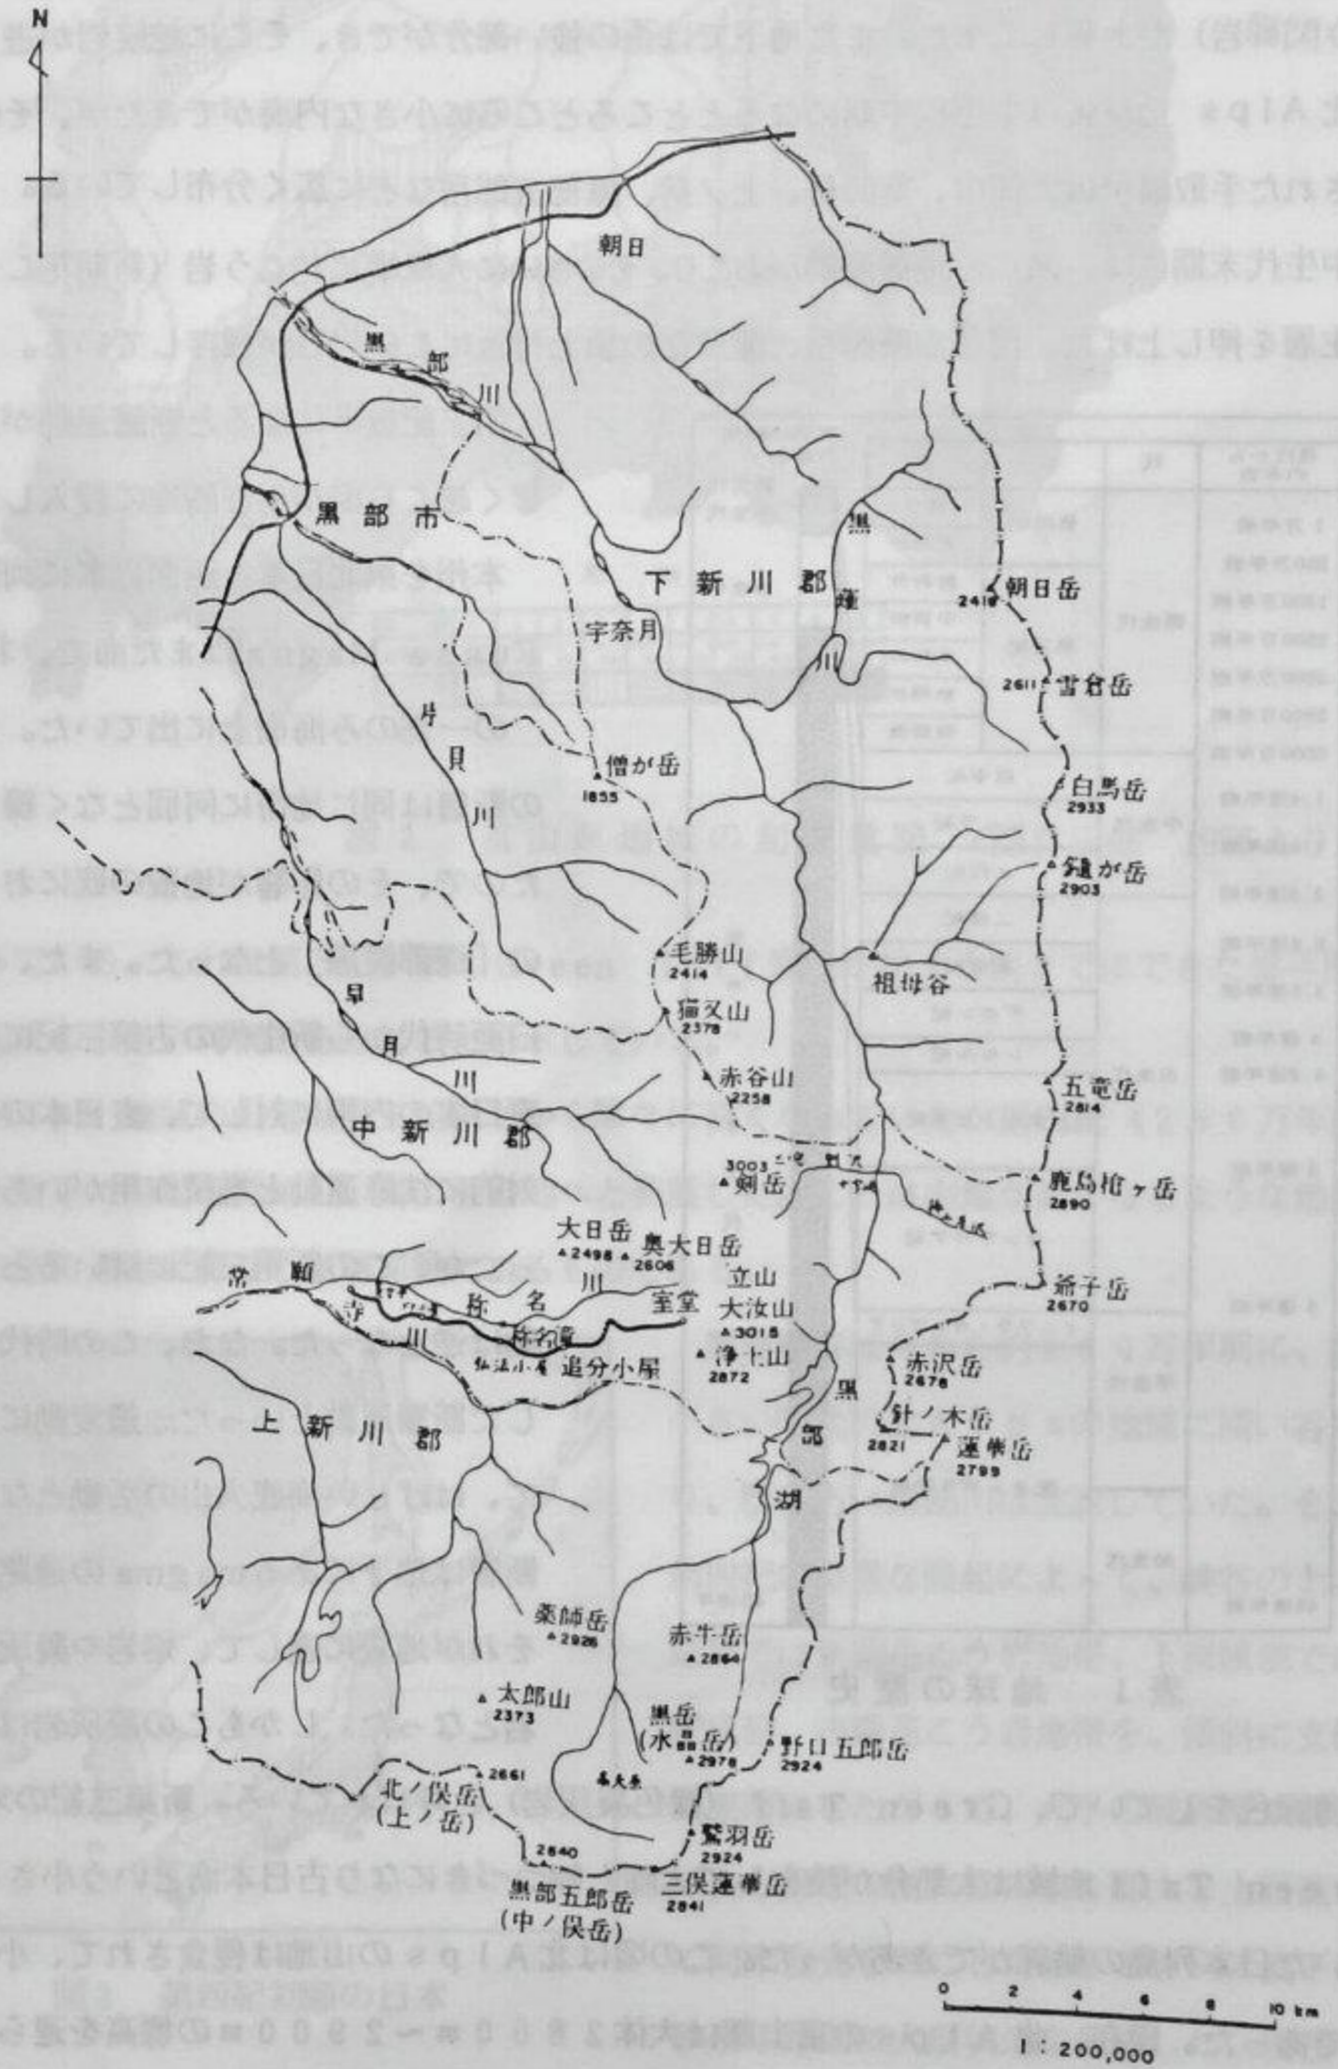 N
朝日
黒部川
黒部市
下新川郡
黒薙川
朝日岳
2418
宇奈月
雪倉岳
2611
片貝川
僧が岳
1855
白馬岳
2933
鑓が岳
2903
毛勝山
2414
祖母谷
猫又山
2378
早月川
赤谷山
2258
五竜岳
2814
中新川郡
3003
剣岳
鹿島槍ヶ岳
2890
大日岳
2498
奥大日岳
2606
立山
爺子岳
2670
常願寺川
称名川
室堂
大汝山
3015
称名滝
浄土山
2872
弘法小屋
追分小屋
赤沢岳
2678
黒部湖
針ノ木岳
2821
蓮華岳
2799
上新川郡
薬師岳
2926
赤牛岳
2864
太郎山
2373
黒岳
(水晶岳)
2978
野口五郎岳
2924
2661
北ノ俣岳
(上ノ岳)
鷲羽岳
2924
2840
黒部五郎岳
(中ノ俣岳)
三俣蓮華岳
2841
0 2 4 6 8 10 km
1:200,000